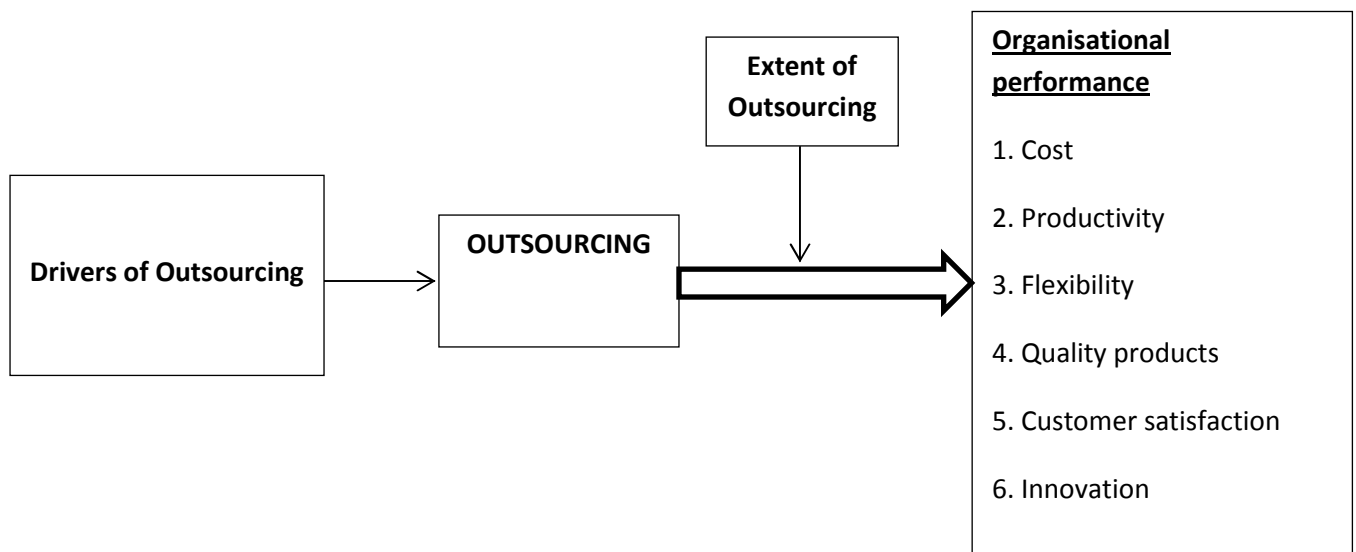 Drivers of Outsourcing
OUTSOURCING
Extent of
Outsourcing
Organisational
performance
1. Cost
2. Productivity
3. Flexibility
4. Quality products
5. Customer satisfaction
6. Innovation